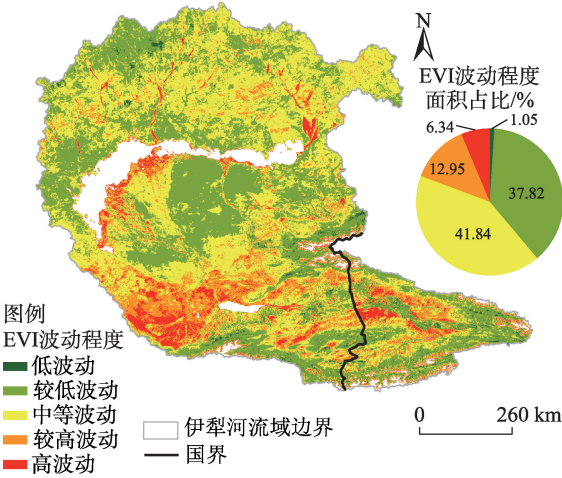 N
EVI波动程度
面积占比/%
6.34
1.05
12.95
37.82
41.84
图例
EVI波动程度
低波动
较低波动
中等波动
较高波动
高波动
伊犁河流域边界
国界
0 260 km